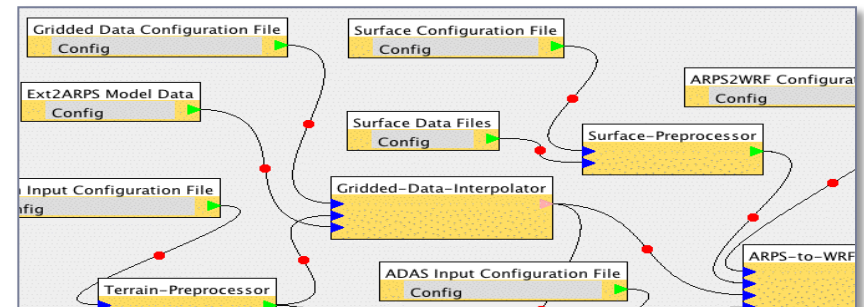 Gridded Data Configuration File
Config
Surface Configuration File
Config
ARPS2WRF Configurat
Config
Ext2ARPS Model Data
Config
Surface Data Files
Config
Surface-Preprocessor
Input Configuration File
nfig
Gridded-Data-Interpolator
ARPS-to-WRF
ADAS Input Configuration File
Config
Terrain-Preprocessor